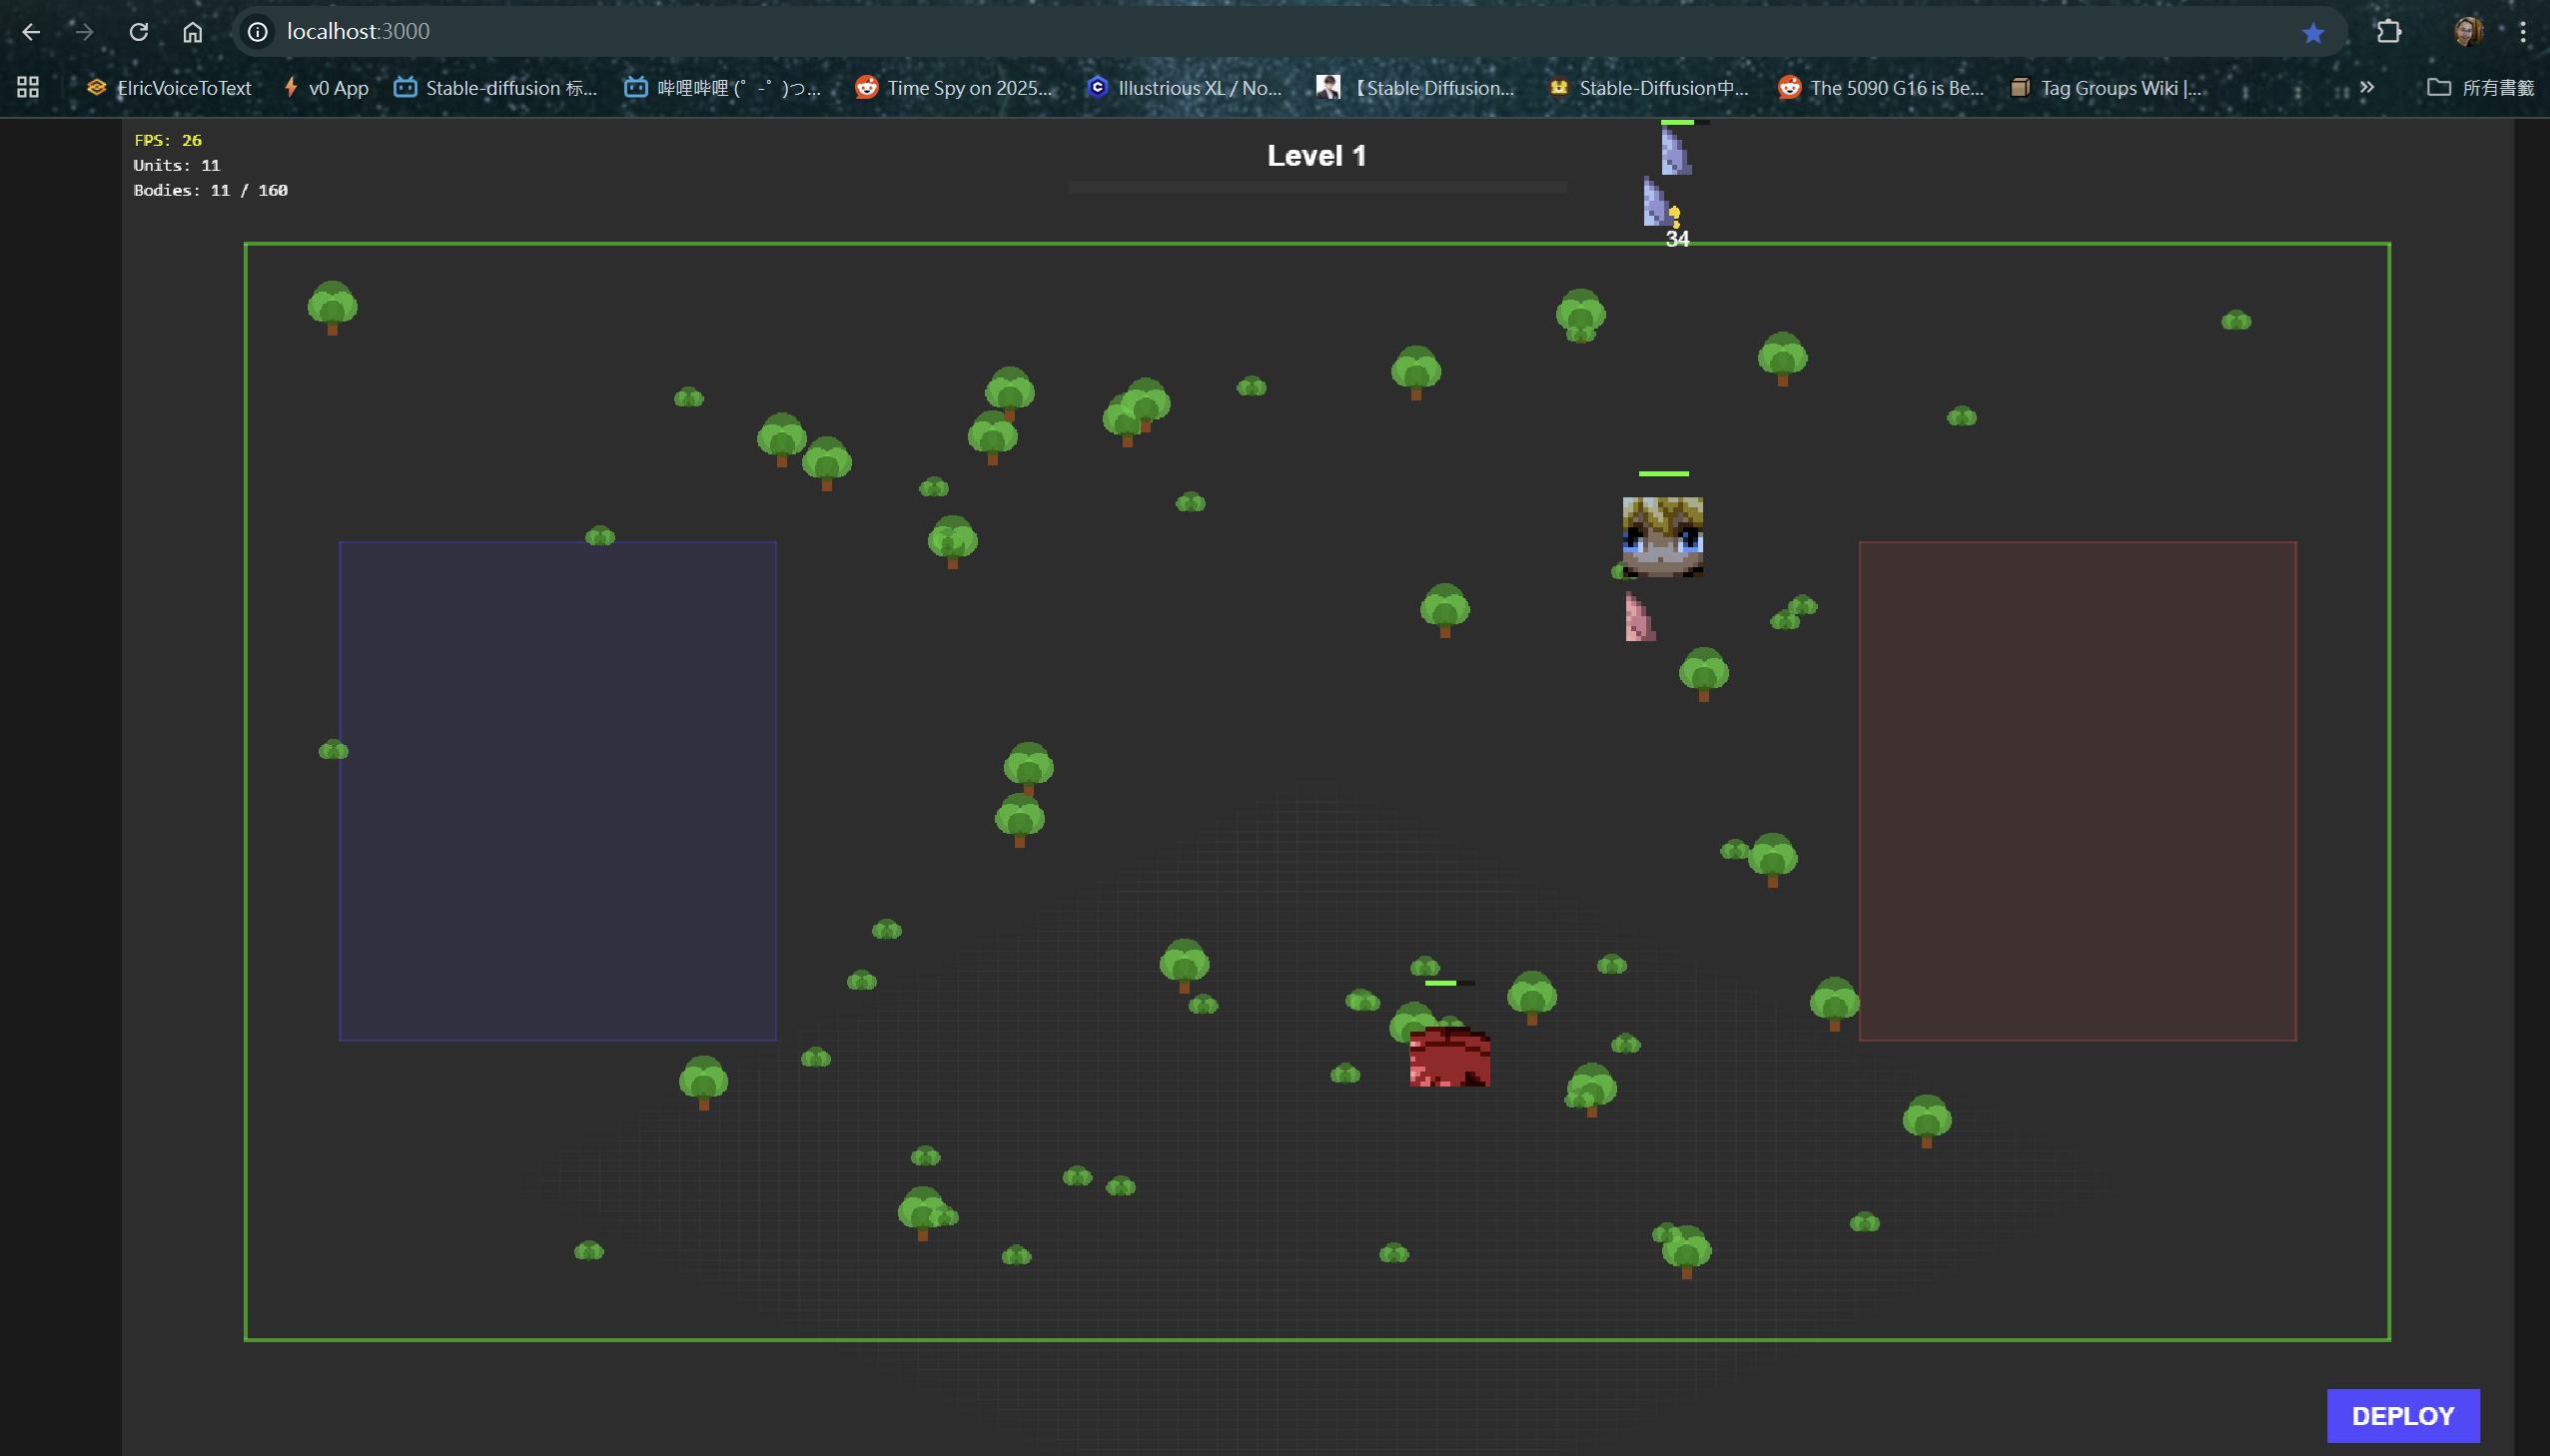 localhost:3000
ElricVoiceToText
v0 App
Stable-diffusion 标...
哔哩哔哩 (゜-゜)つ...
Time Spy on 2025...
Illustrious XL / No...
【Stable Diffusion...
Stable-Diffusion中...
The 5090 G16 is Be...
Tag Groups Wiki |...
所有書籤
FPS: 26
Units: 11
Bodies: 11 / 160
Level 1
34
DEPLOY